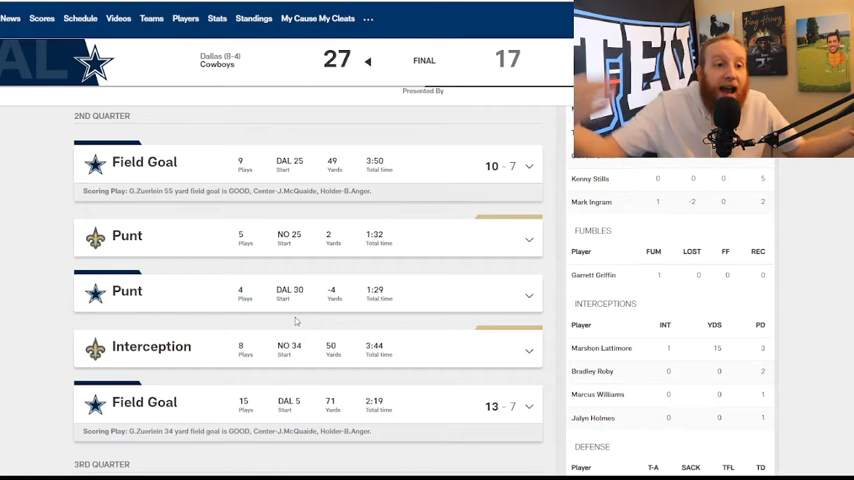 News Scores Schedule Videos Teams Players Stats Standings My Cause My Cleats ...
Dallas (8-4)
Cowboys
27
FINAL
17
Presented By
2ND QUARTER
Field Goal
9
Plays
DAL 25
Start
49
Yards
3:50
Total time
10 - 7
Scoring Play: G.Zuerlein 55 yard field goal is GOOD, Center-J.McQuaide, Holder-B.Anger.
Punt
5
Plays
NO 25
Start
2
Yards
1:32
Total time
Punt
4
Plays
DAL 30
Start
-4
Yards
1:29
Total time
Interception
8
Plays
NO 34
Start
50
Yards
3:44
Total time
Field Goal
15
Plays
DAL 5
Start
71
Yards
2:19
Total time
13 - 7
Scoring Play: G.Zuerlein 34 yard field goal is GOOD, Center-J.McQuaide, Holder-B.Anger.
3RD QUARTER
Kenny Stills 0 0 0 5
Mark Ingram 1 -2 0 2
FUMBLES
Player FUM LOST FF REC
Garrett Griffin 1 0 0 0
INTERCEPTIONS
Player INT YDS PD
Marshon Lattimore 1 15 3
Bradley Roby 0 0 2
Marcus Williams 0 0 1
Jalyn Holmes 0 0 1
DEFENSE
Player T-A SACK TFL TD